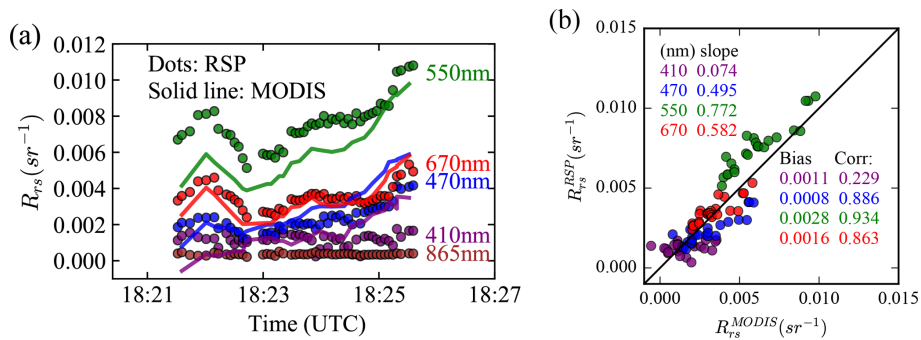 (a)
0.012
0.010
0.008
0.006
0.004
0.002
0.000
R_rs (sr^-1)
Dots: RSP
Solid line: MODIS
550nm
670nm
470nm
410nm
865nm
18:21 18:23 18:25 18:27
Time (UTC)
(b)
0.015
0.010
0.005
0.000
R_rs^RSP (sr^-1)
(nm) slope
410 0.074
470 0.495
550 0.772
670 0.582
Bias Corr:
0.0011 0.229
0.0008 0.886
0.0028 0.934
0.0016 0.863
0.000 0.005 0.010 0.015
R_rs^MODIS (sr^-1)